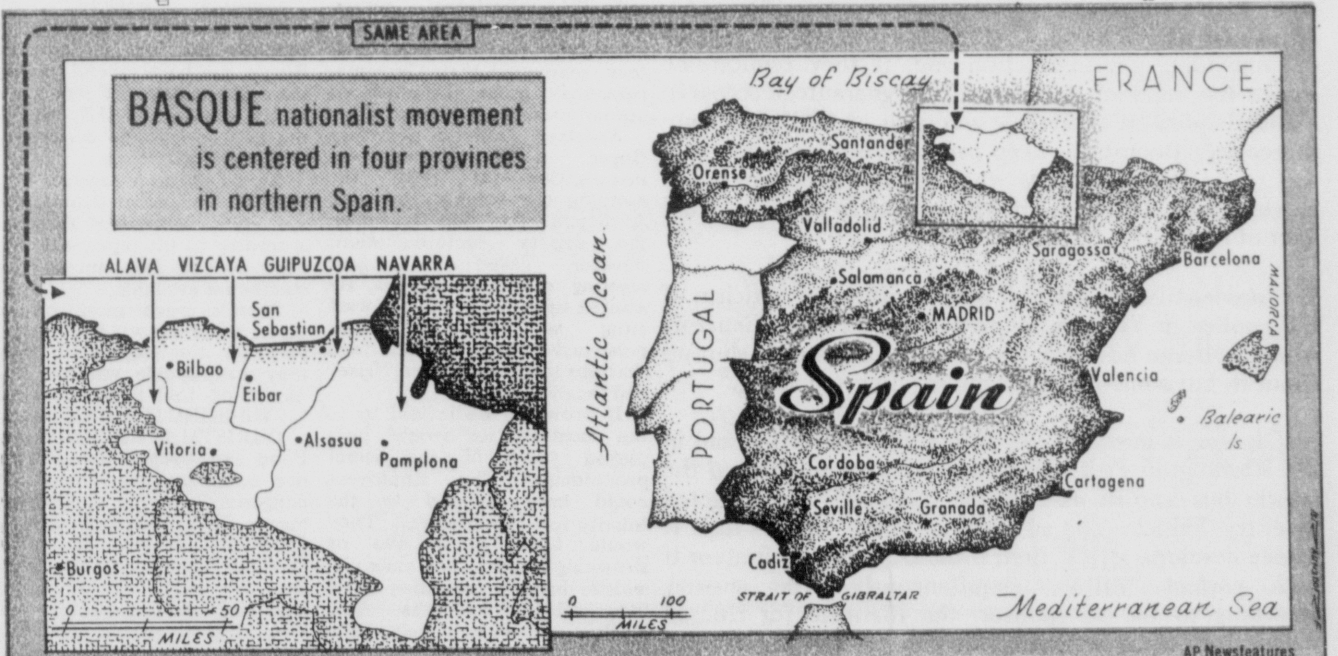 SAME AREA
BASQUE nationalist movement
is centered in four provinces
in northern Spain.
ALAVA VIZCAYA GUIPUZCOA NAVARRA
San
Sebastian
Bilbao
Eibar
Alsasua
Vitoria
Pamplona
Burgos
0 50
MILES
Bay of Biscay
FRANCE
Santander
Orense
Valladolid
Saragossa
Barcelona
Salamanca
MAJORCA
MADRID
Atlantic Ocean
PORTUGAL
Spain
Valencia
Balearic
Is
Cordoba
Cartagena
Seville
Granada
Cadiz
STRAIT OF GIBRALTAR
0 100
MILES
Mediterranean Sea
AP Newsfeatures